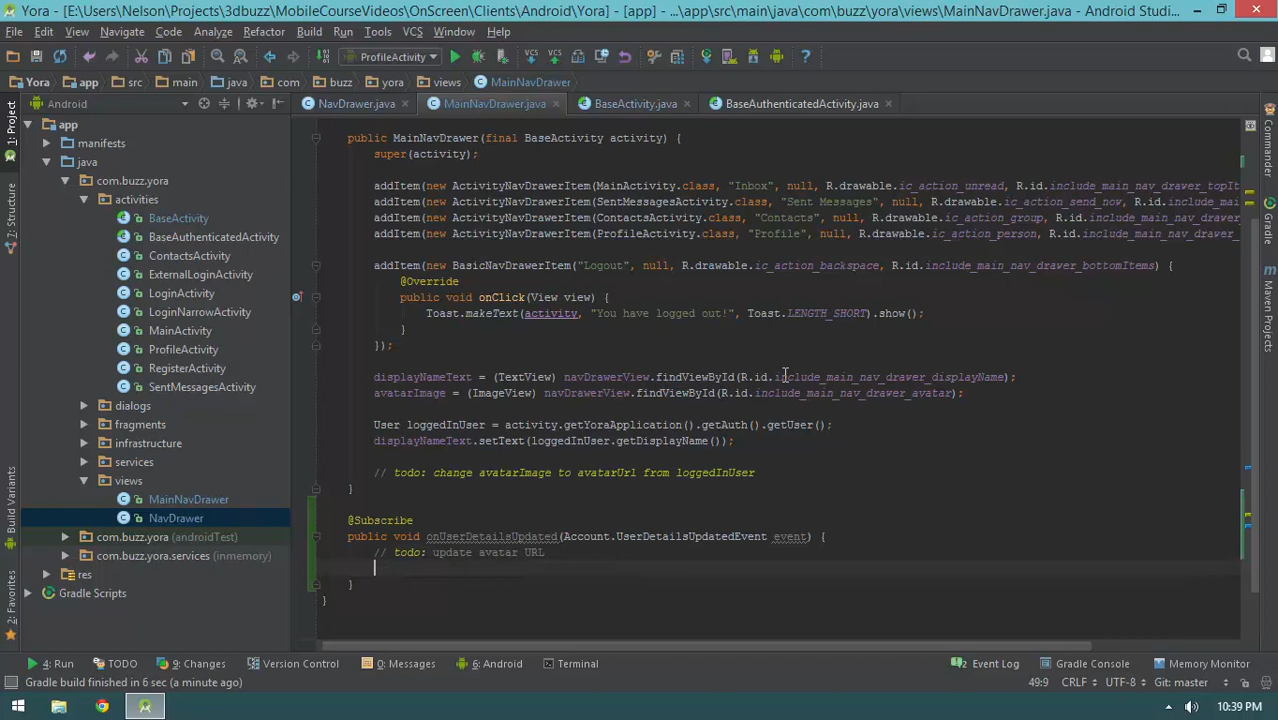 Yora - [E:\Users\Nelson\Projects\3dbuzz\MobileCourseVideos\OnScreen\Clients\Android\Yora] - [app] - ...\app\src\main\java\com\buzz\yora\views\MainNavDrawer.java - Android Studi...
File Edit View Navigate Code Analyze Refactor Build Run Tools VCS Window Help
ProfileActivity
Yora app src main java com buzz yora views MainNavDrawer
Android
NavDrawer.java MainNavDrawer.java BaseActivity.java BaseAuthenticatedActivity.java
1: Project
7: Structure
Build Variants
2: Favorites
app
manifests
java
com.buzz.yora
activities
BaseActivity
BaseAuthenticatedActivity
ContactsActivity
ExternalLoginActivity
LoginActivity
LoginNarrowActivity
MainActivity
ProfileActivity
RegisterActivity
SentMessagesActivity
dialogs
fragments
infrastructure
services
views
MainNavDrawer
NavDrawer
com.buzz.yora (androidTest)
com.buzz.yora.services (inmemory)
res
Gradle Scripts
public MainNavDrawer(final BaseActivity activity) {
super(activity);
addItem(new ActivityNavDrawerItem(MainActivity.class, "Inbox", null, R.drawable.ic_action_unread, R.id.include_main_nav_drawer_topIt
addItem(new ActivityNavDrawerItem(SentMessagesActivity.class, "Sent Messages", null, R.drawable.ic_action_send_now, R.id.include_mai
addItem(new ActivityNavDrawerItem(ContactsActivity.class, "Contacts", null, R.drawable.ic_action_group, R.id.include_main_nav_drawer
addItem(new ActivityNavDrawerItem(ProfileActivity.class, "Profile", null, R.drawable.ic_action_person, R.id.include_main_nav_drawer_
addItem(new BasicNavDrawerItem("Logout", null, R.drawable.ic_action_backspace, R.id.include_main_nav_drawer_bottomItems) {
@Override
public void onClick(View view) {
Toast.makeText(activity, "You have logged out!", Toast.LENGTH_SHORT).show();
}
});
displayNameText = (TextView) navDrawerView.findViewById(R.id.include_main_nav_drawer_displayName);
avatarImage = (ImageView) navDrawerView.findViewById(R.id.include_main_nav_drawer_avatar);
User loggedInUser = activity.getYoraApplication().getAuth().getUser();
displayNameText.setText(loggedInUser.getDisplayName());
// todo: change avatarImage to avatarUrl from loggedInUser
}
@Subscribe
public void onUserDetailsUpdated(Account.UserDetailsUpdatedEvent event) {
// todo: update avatar URL
}
}
Commander
Gradle
Maven Projects
4: Run TODO 9: Changes Version Control 0: Messages 6: Android Terminal Event Log Gradle Console Memory Monitor
Gradle build finished in 6 sec (a minute ago) 49:9 CRLF UTF-8 Git: master
10:39 PM